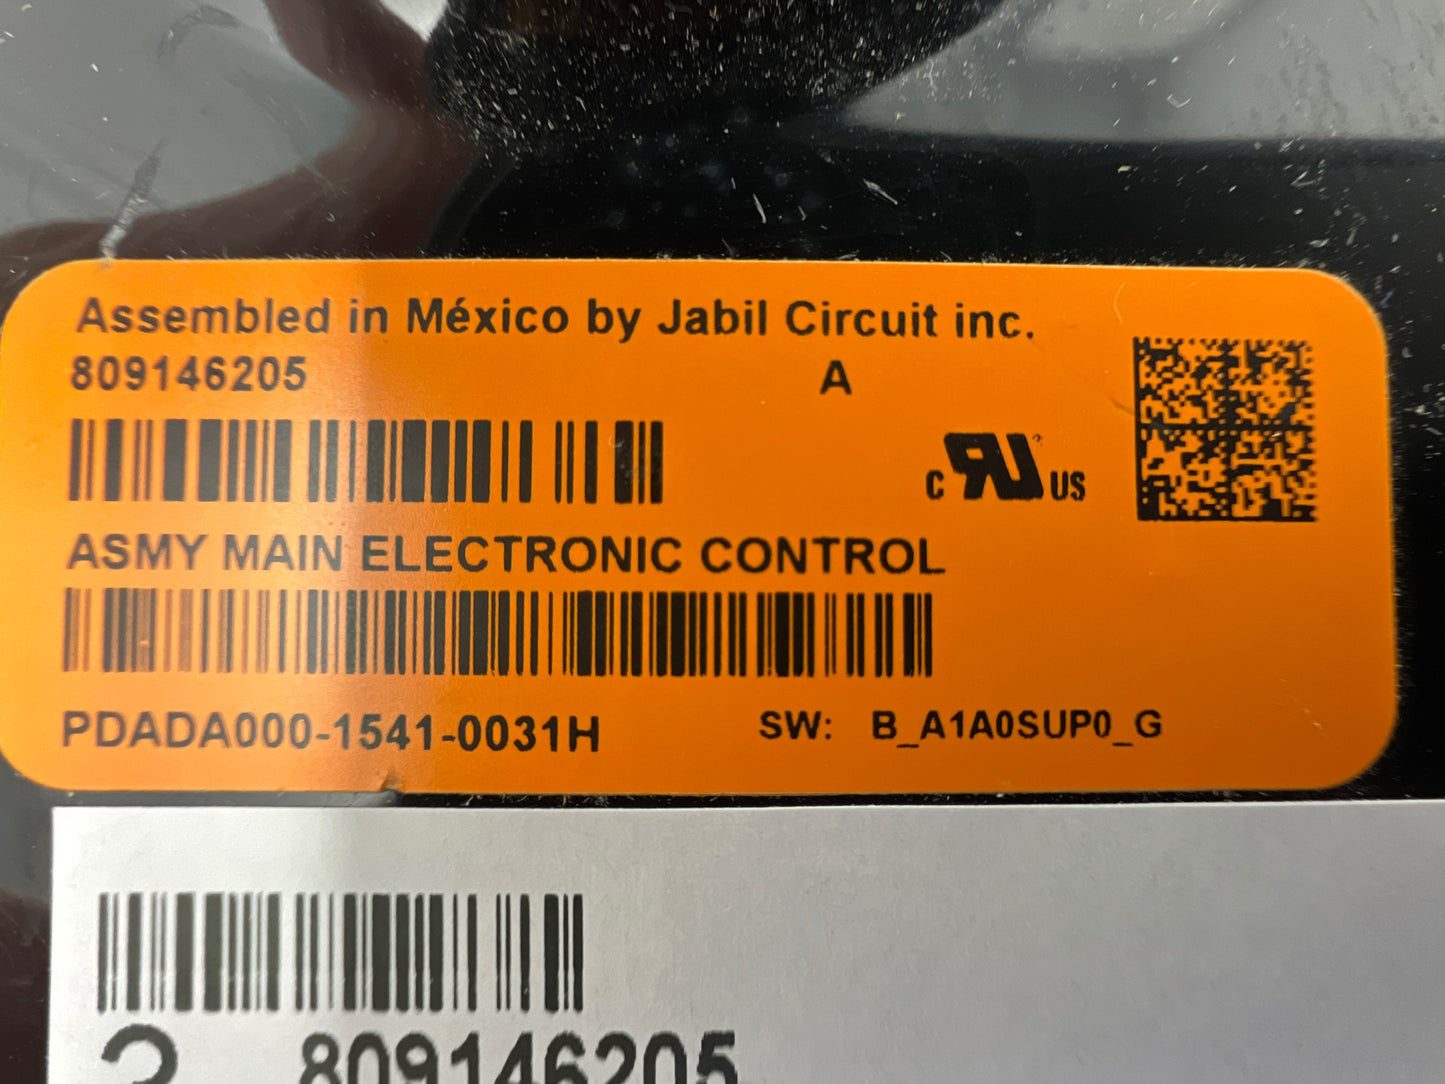 Assembled in México by Jabil Circuit inc.
809146205 A
c RU ® US
ASMY MAIN ELECTRONIC CONTROL
PDADA000-1541-0031H SW: B_A1A0SUP0_G
809146205